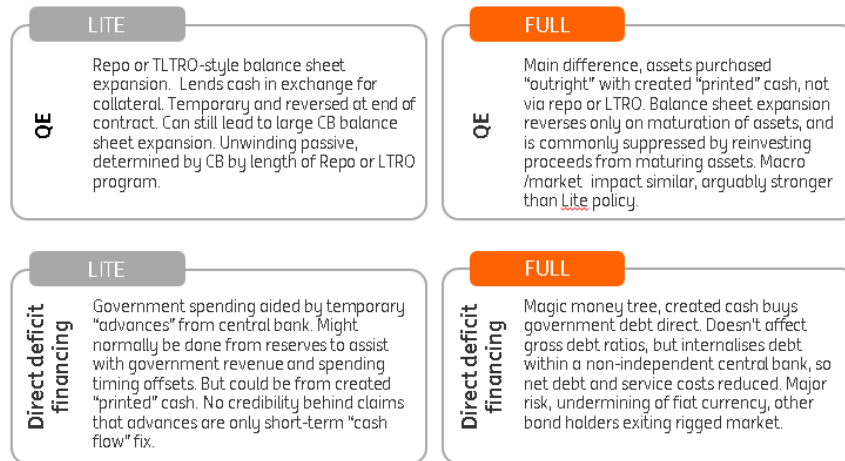 LITE
QE
Repo or TLTRO-style balance sheet
expansion. Lends cash in exchange for
collateral. Temporary and reversed at end of
contract. Can still lead to large CB balance
sheet expansion. Unwinding passive,
determined by CB by length of Repo or LTRO
program.
FULL
QE
Main difference, assets purchased
"outright" with created "printed" cash, not
via repo or LTRO. Balance sheet expansion
reverses only on maturation of assets, and
is commonly suppressed by reinvesting
proceeds from maturing assets. Macro
/market impact similar, arguably stronger
than Lite policy.
LITE
Direct deficit
financing
Government spending aided by temporary
"advances" from central bank. Might
normally be done from reserves to assist
with government revenue and spending
timing offsets. But could be from created
"printed" cash. No credibility behind claims
that advances are only short-term "cash
flow" fix.
FULL
Direct deficit
financing
Magic money tree, created cash buys
government debt direct. Doesn't affect
gross debt ratios, but internalises debt
within a non-independent central bank, so
net debt and service costs reduced. Major
risk, undermining of fiat currency, other
bond holders exiting rigged market.